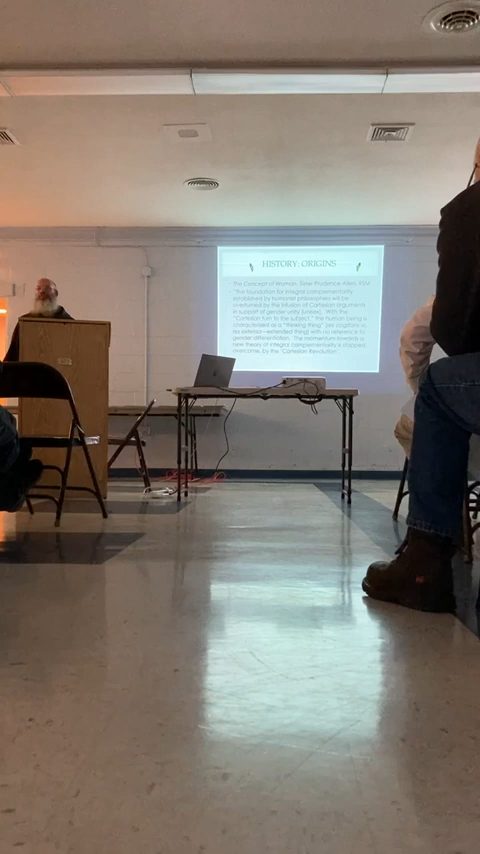 HISTORY: ORIGINS
The Concept of Woman, Sister Prudence Allen, RSM
"The foundation for integral complementarity
established by humanist philosophers will be
overturned by the infusion of Cartesian arguments
in support of gender unity [unisex]. With the
"Cartesian turn to the subject," the human being is
characterized as a "thinking thing" (res cogitans vs
res extensa—extended thing) with no reference to
gender differentiation. The momentum towards a
new theory of integral complementarity is stopped,
overcome, by the 'Cartesian Revolution'.